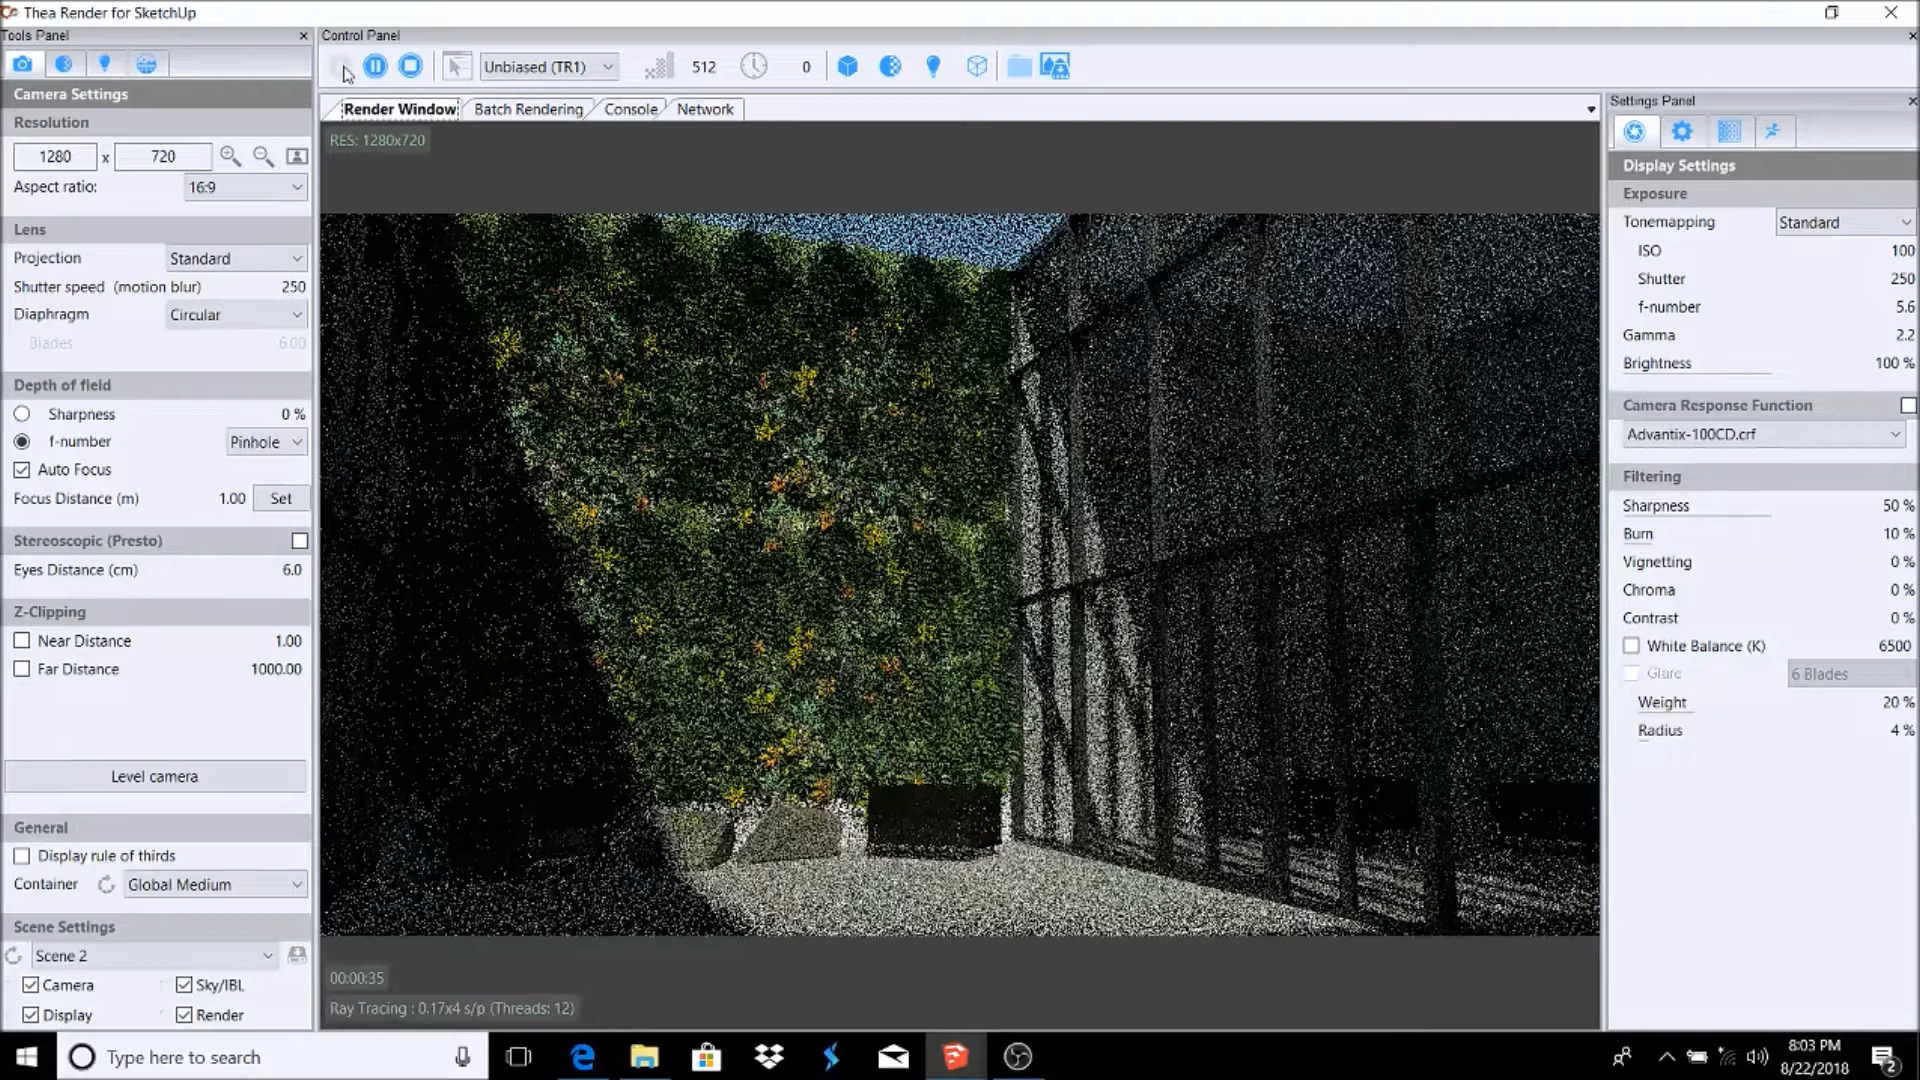 Thea Render for SketchUp
Tools Panel
Control Panel
Unbiased (TR1)
512
0
Camera Settings
Resolution
1280 x 720
Aspect ratio: 16:9
Lens
Projection Standard
Shutter speed (motion blur) 250
Diaphragm Circular
Blades 6.00
Depth of field
Sharpness 0 %
f-number Pinhole
Auto Focus
Focus Distance (m) 1.00 Set
Stereoscopic (Presto)
Eyes Distance (cm) 6.0
Z-Clipping
Near Distance 1.00
Far Distance 1000.00
Level camera
General
Display rule of thirds
Container Global Medium
Scene Settings
Scene 2
Camera Sky/IBL
Display Render
Render Window Batch Rendering Console Network
RES: 1280x720
00:00:35
Ray Tracing : 0.17x4 s/p (Threads: 12)
Settings Panel
Display Settings
Exposure
Tonemapping Standard
ISO 100
Shutter 250
f-number 5.6
Gamma 2.2
Brightness 100 %
Camera Response Function
Advantix-100CD.crf
Filtering
Sharpness 50 %
Burn 10 %
Vignetting 0 %
Chroma 0 %
Contrast 0 %
White Balance (K) 6500
Glare 6 Blades
Weight 20 %
Radius 4 %
Type here to search
8:03 PM
8/22/2018
2